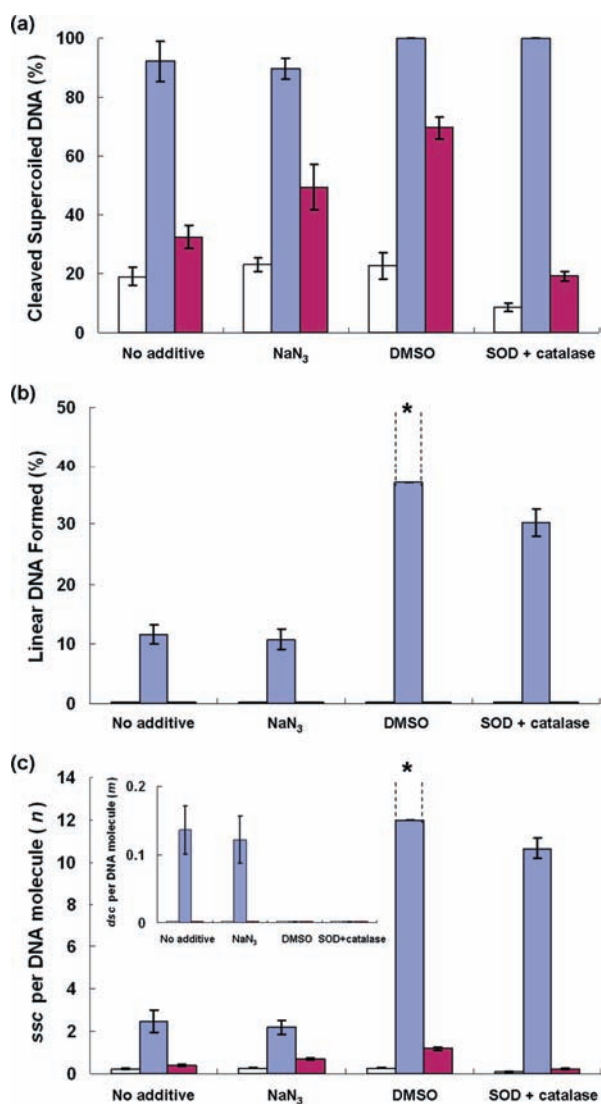 (a)
Cleaved Supercoiled DNA (%)
100
80
60
40
20
0
No additive NaN₃ DMSO SOD + catalase
(b)
Linear DNA Formed (%)
50
40
30
20
10
0
*
No additive NaN₃ DMSO SOD + catalase
(c)
ssc per DNA molecule (n)
14
12
10
8
6
4
2
0
*
dsc per DNA molecule (m)
0.2
0.1
0
No additive NaN₃ DMSO SOD+catalase
No additive NaN₃ DMSO SOD + catalase